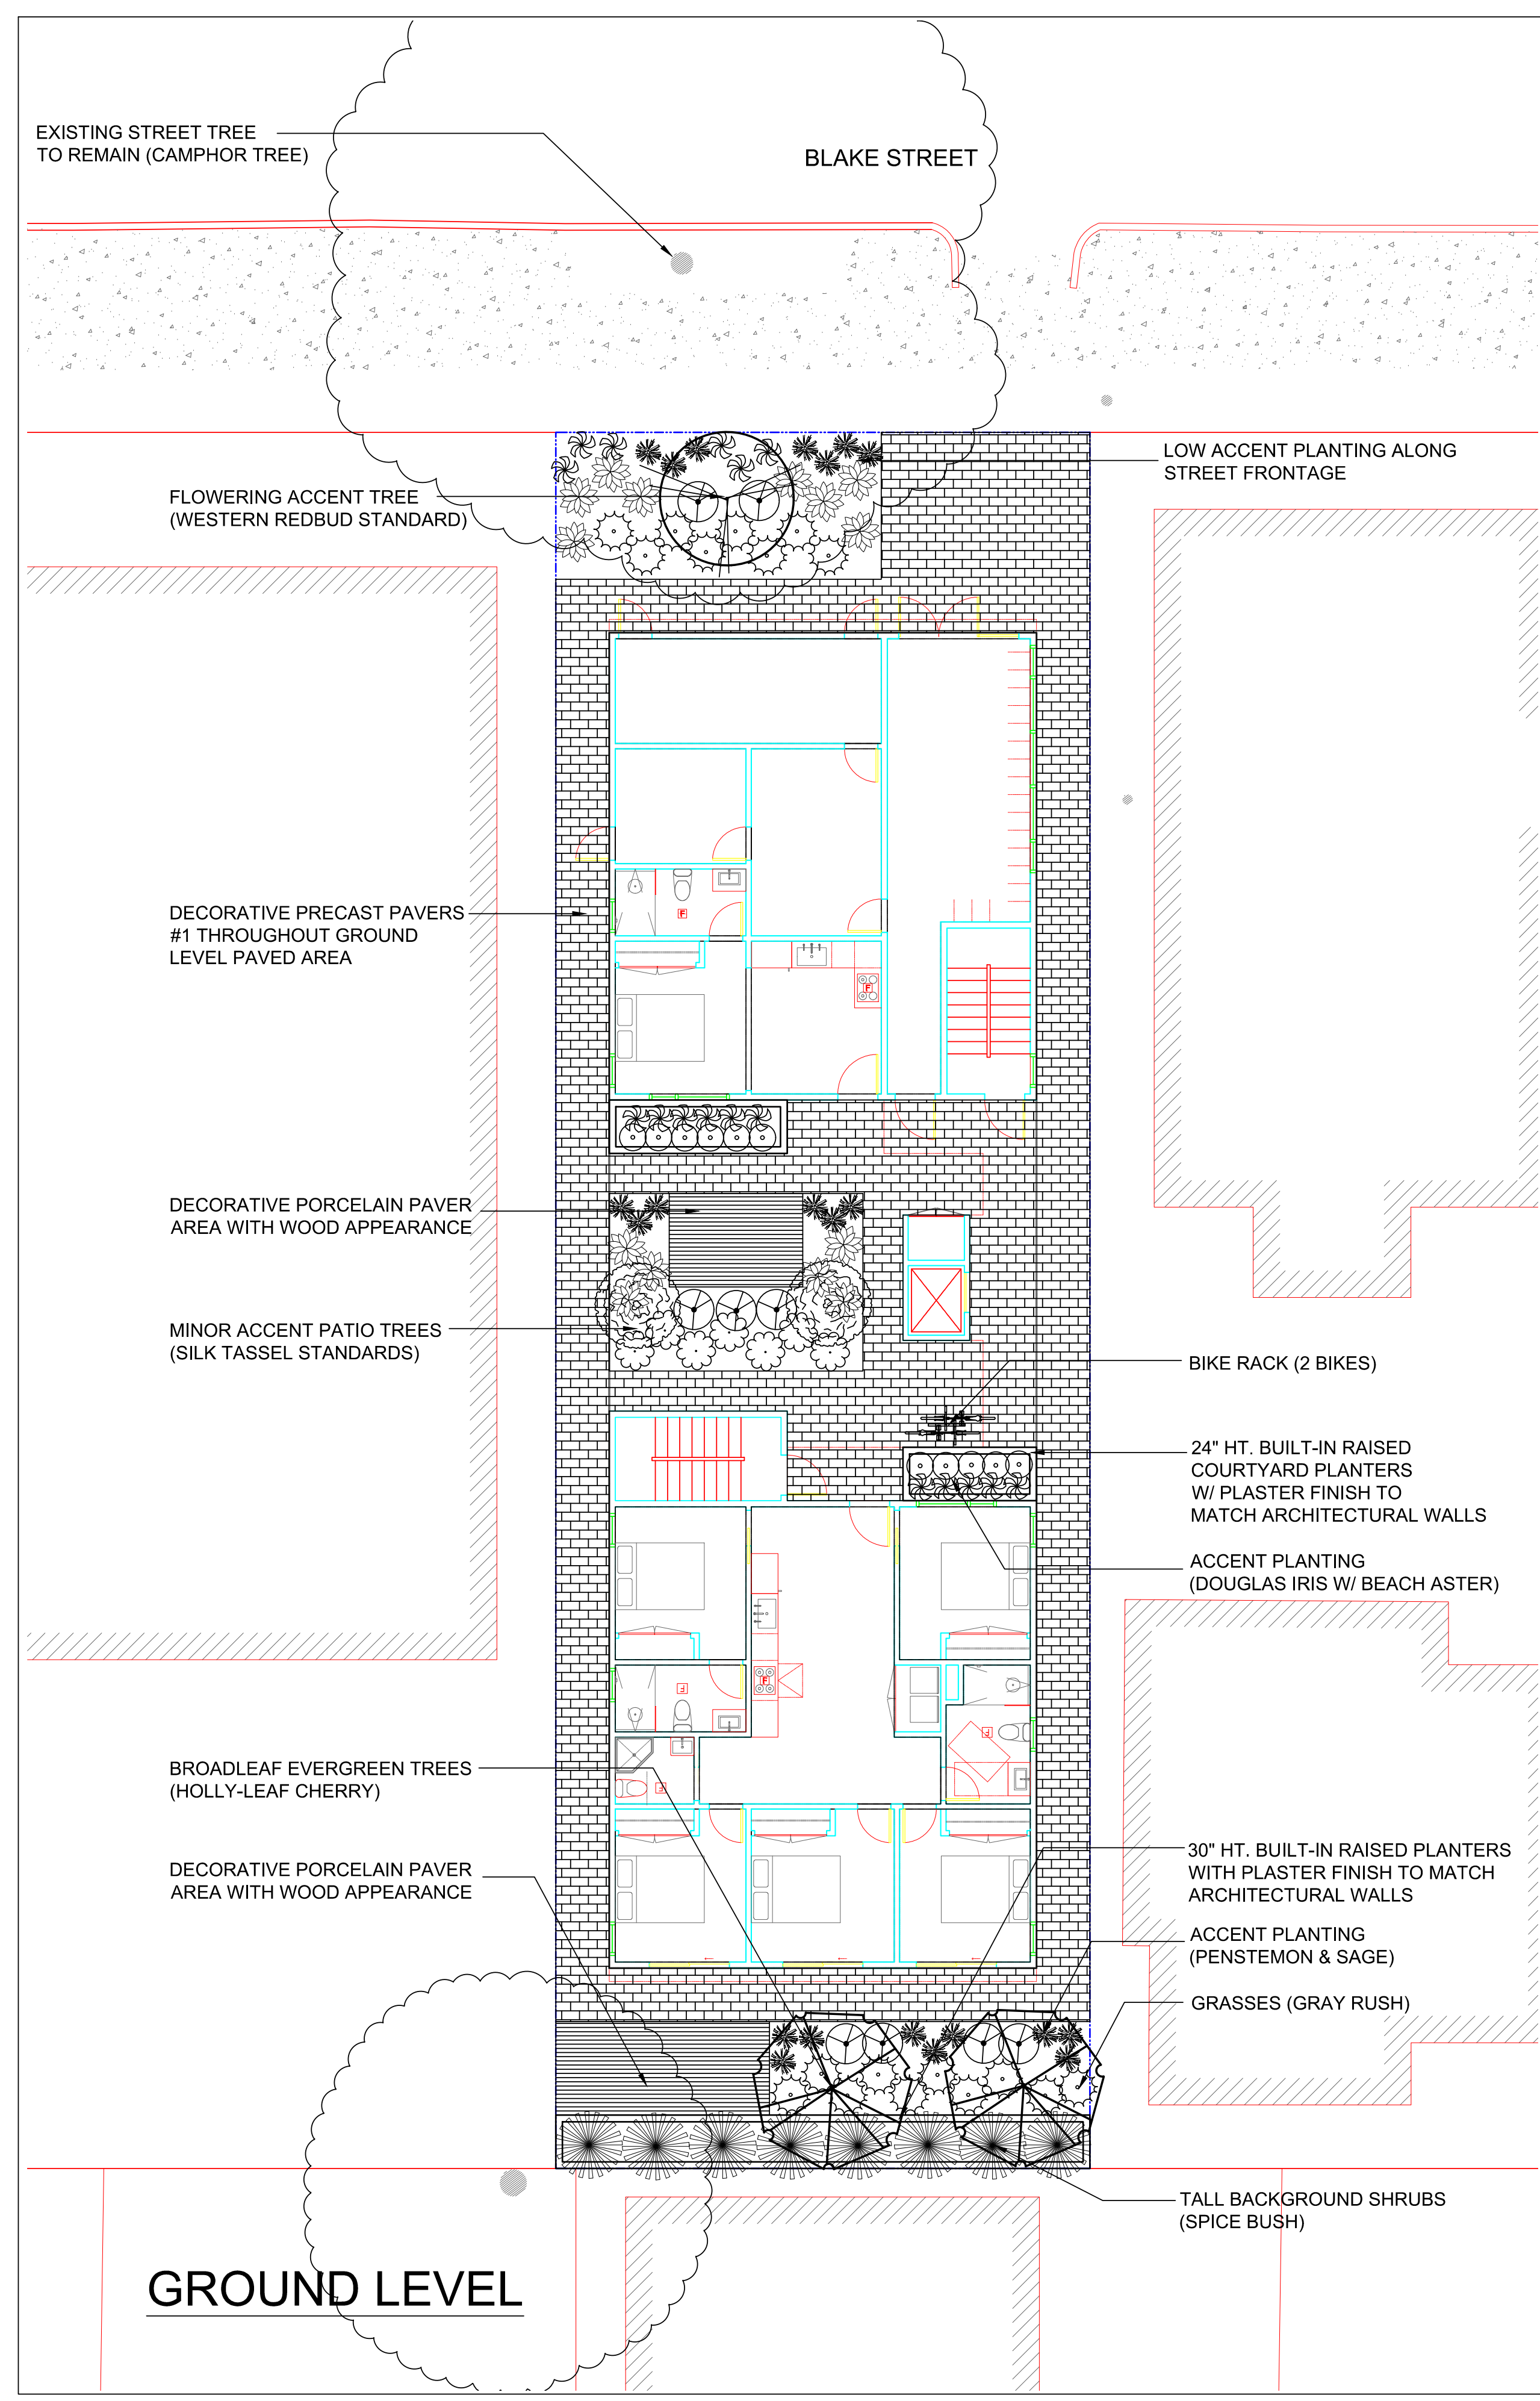 EXISTING STREET TREE
TO REMAIN (CAMPHOR TREE)
BLAKE STREET
LOW ACCENT PLANTING ALONG
STREET FRONTAGE
FLOWERING ACCENT TREE
(WESTERN REDBUD STANDARD)
DECORATIVE PRECAST PAVERS
#1 THROUGHOUT GROUND
LEVEL PAVED AREA
F
F
DECORATIVE PORCELAIN PAVER
AREA WITH WOOD APPEARANCE
MINOR ACCENT PATIO TREES
(SILK TASSEL STANDARDS)
BIKE RACK (2 BIKES)
24" HT. BUILT-IN RAISED
COURTYARD PLANTERS
W/ PLASTER FINISH TO
MATCH ARCHITECTURAL WALLS
ACCENT PLANTING
(DOUGLAS IRIS W/ BEACH ASTER)
F
F
F
F
BROADLEAF EVERGREEN TREES
(HOLLY-LEAF CHERRY)
DECORATIVE PORCELAIN PAVER
AREA WITH WOOD APPEARANCE
30" HT. BUILT-IN RAISED PLANTERS
WITH PLASTER FINISH TO MATCH
ARCHITECTURAL WALLS
ACCENT PLANTING
(PENSTEMON & SAGE)
GRASSES (GRAY RUSH)
TALL BACKGROUND SHRUBS
(SPICE BUSH)
GROUND LEVEL